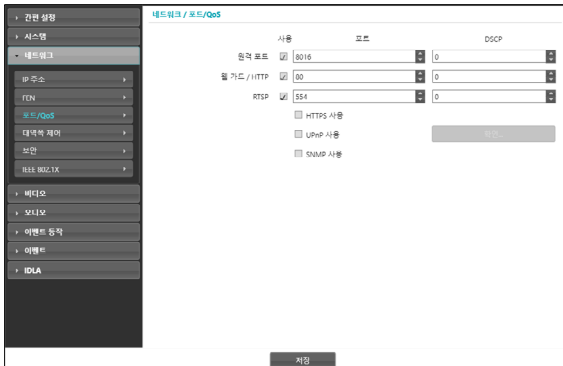 간편 설정
시스템
네트워크
IP 주소
FEN
포트/QoS
대역폭 제어
보안
IEEE 802.1X
비디오
오디오
이벤트 동작
이벤트
IDLA
네트워크 / 포트/QoS
사용 포트 DSCP
원격 포트 8016 0
웹 가드 / HTTP 80 0
RTSP 554 0
HTTPS 사용
UPnP 사용 확인...
SNMP 사용
저장